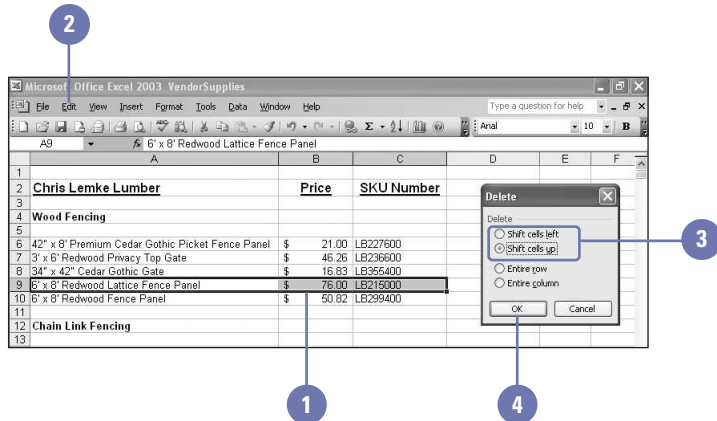 2
Microsoft Office Excel 2003 VendorSupplies
File Edit View Insert Format Tools Data Window Help Type a question for help
Arial 10 B
A9 fx 6' x 8' Redwood Lattice Fence Panel
A B C D E F
1
2 Chris Lemke Lumber Price SKU Number
3
4 Wood Fencing
5
6 42" x 8' Premium Cedar Gothic Picket Fence Panel $ 21.00 LB227600
7 3' x 6' Redwood Privacy Top Gate $ 46.26 LB236600
8 34" x 42" Cedar Gothic Gate $ 16.83 LB355400
9 6' x 8' Redwood Lattice Fence Panel $ 76.00 LB215000
10 6' x 8' Redwood Fence Panel $ 50.82 LB299400
11
12 Chain Link Fencing
13
Delete
Delete
Shift cells left
Shift cells up
Entire row
Entire column
OK Cancel
3
1
4